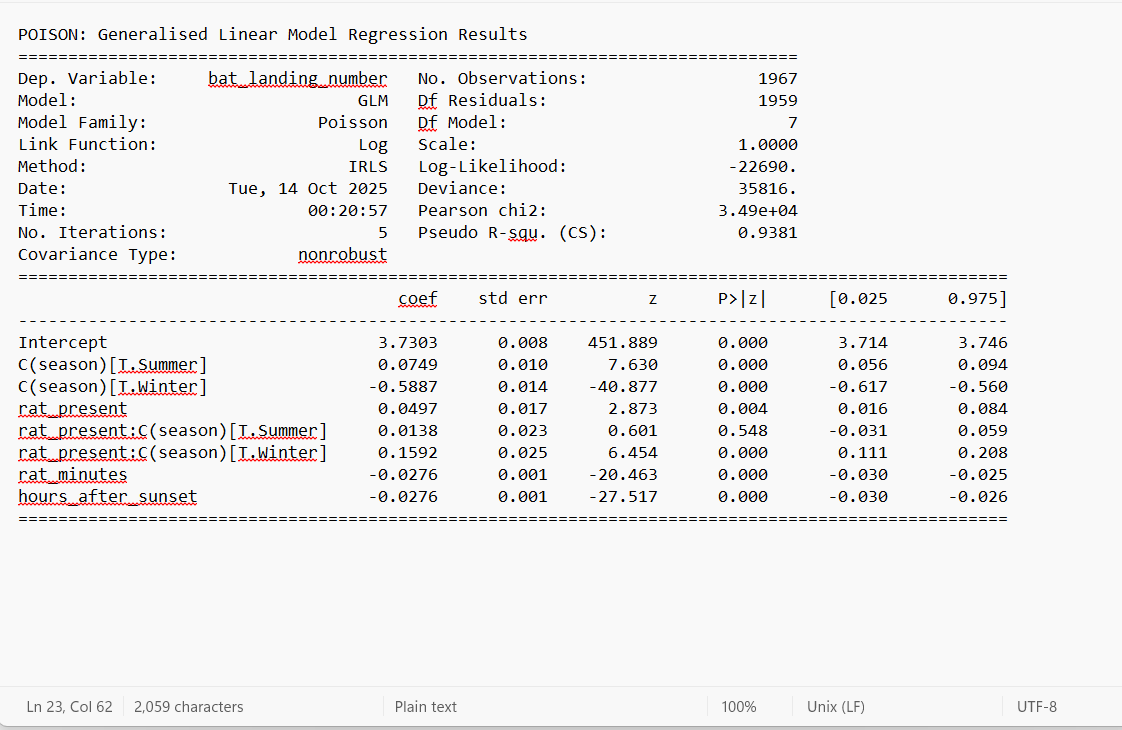 POISON: Generalised Linear Model Regression Results
==============================================================================
Dep. Variable:     bat_landing_number   No. Observations:                 1967
Model:                            GLM   Df Residuals:                     1959
Model Family:                 Poisson   Df Model:                            7
Link Function:                    Log   Scale:                          1.0000
Method:                          IRLS   Log-Likelihood:                -22690.
Date:                Tue, 14 Oct 2025   Deviance:                       35816.
Time:                        00:20:57   Pearson chi2:                 3.49e+04
No. Iterations:                     5   Pseudo R-squ. (CS):             0.9381
Covariance Type:            nonrobust
===================================================================================================
                                      coef    std err          z      P>|z|      [0.025      0.975]
---------------------------------------------------------------------------------------------------
Intercept                           3.7303      0.008    451.889      0.000       3.714       3.746
C(season)[T.Summer]                 0.0749      0.010      7.630      0.000       0.056       0.094
C(season)[T.Winter]                -0.5887      0.014    -40.877      0.000      -0.617      -0.560
rat_present                         0.0497      0.017      2.873      0.004       0.016       0.084
rat_present:C(season)[T.Summer]     0.0138      0.023      0.601      0.548      -0.031       0.059
rat_present:C(season)[T.Winter]     0.1592      0.025      6.454      0.000       0.111       0.208
rat_minutes                        -0.0276      0.001    -20.463      0.000      -0.030      -0.025
hours_after_sunset                 -0.0276      0.001    -27.517      0.000      -0.030      -0.026
===================================================================================================
Ln 23, Col 62 2,059 characters Plain text 100% Unix (LF) UTF-8